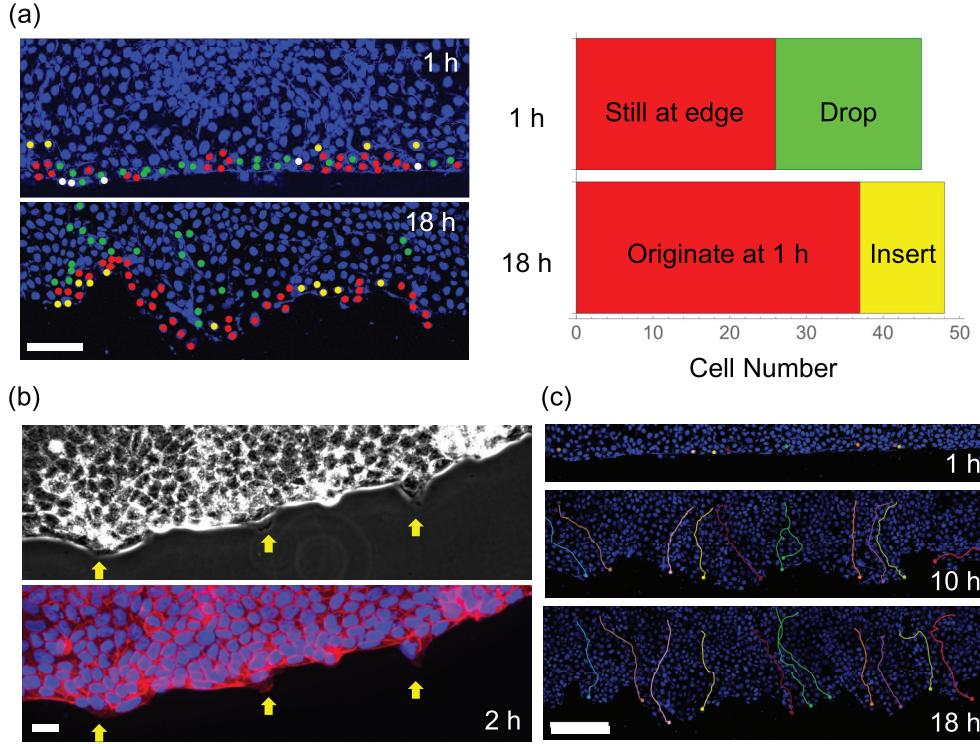 (a)
1 h
18 h
1 h
Still at edge
Drop
18 h
Originate at 1 h
Insert
0
10
20
30
40
50
Cell Number
(b)
2 h
(c)
1 h
10 h
18 h